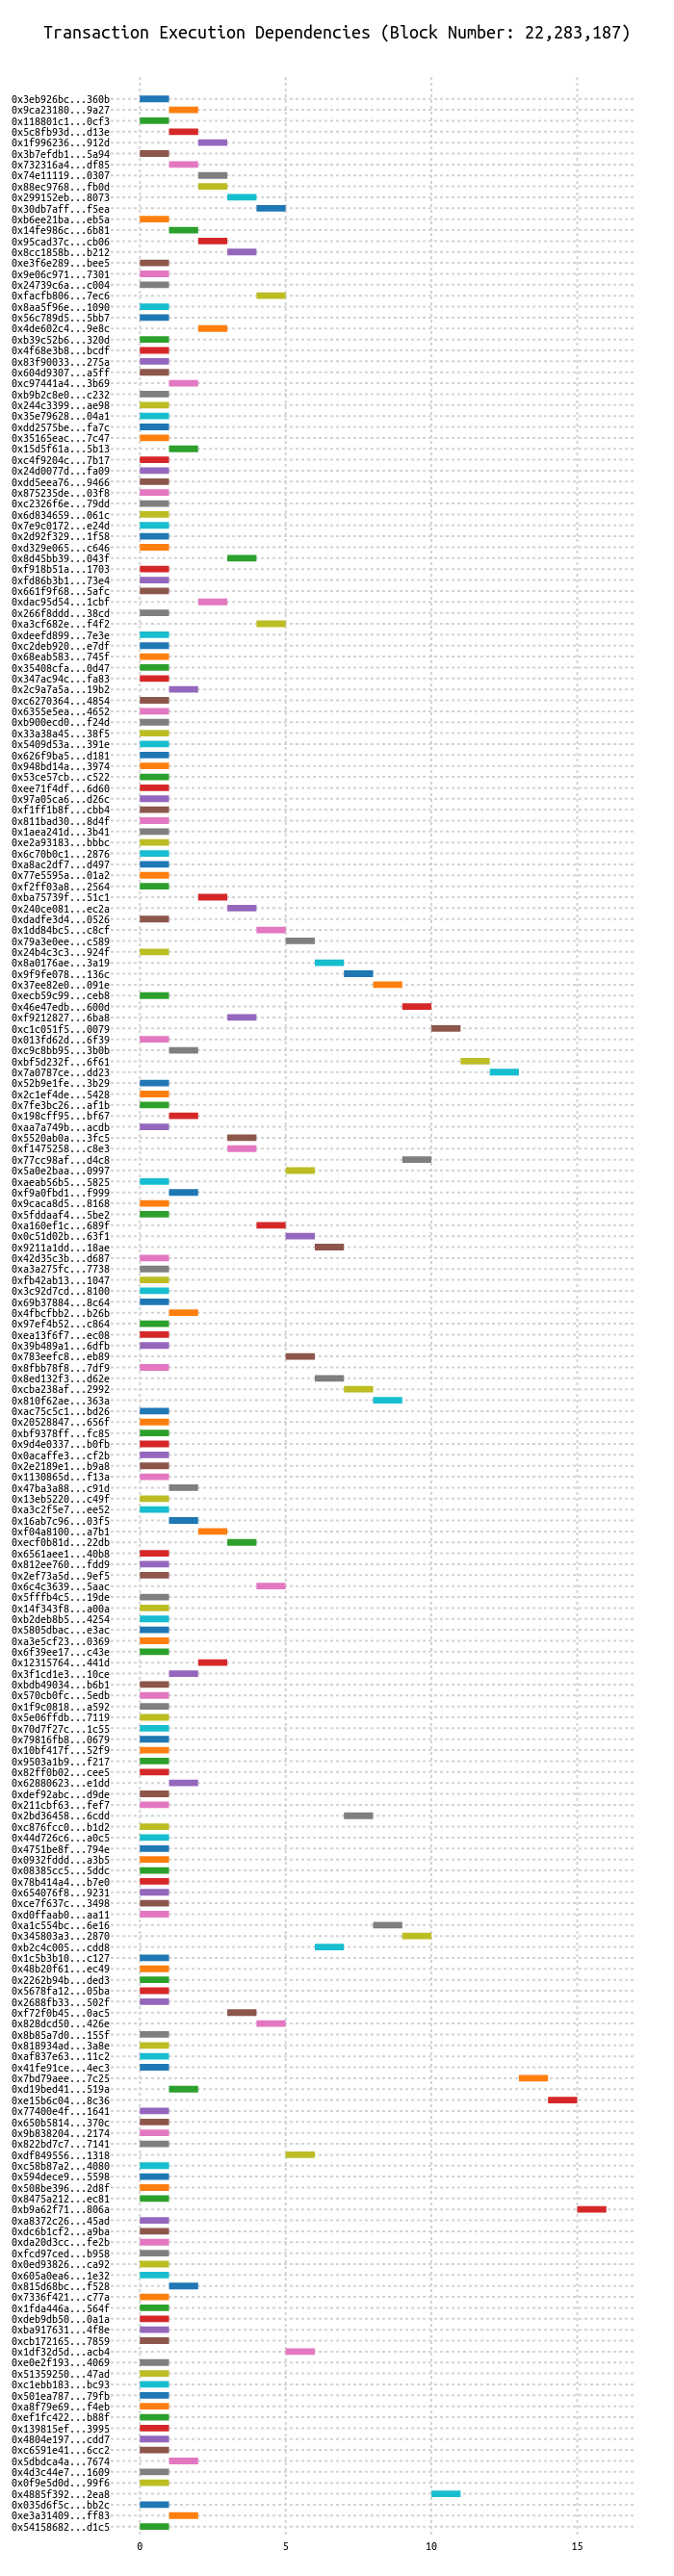 Transaction Execution Dependencies (Block Number: 22,283,187)
0x3eb926bc...360b
0x9ca23180...9a27
0x118801c1...0cf3
0x5c8fb93d...d13e
0x1f996236...912d
0x3b7efdb1...5a94
0x732316a4...df85
0x74e11119...0307
0x88ec9768...fb0d
0x299152eb...8073
0x30db7aff...f5ea
0xb6ee21ba...eb5a
0x14fe986c...6b81
0x95cad37c...cb06
0x8cc1858b...b212
0xe3f6e289...bee5
0x9e06c971...7301
0x24739c6a...c004
0xfacfb806...7ec6
0x8aa5f96e...1090
0x56c789d5...5bb7
0x4de602c4...9e8c
0xb39c52b6...320d
0x4f68e3b8...bcdf
0x83f90033...275a
0x604d9307...a5ff
0xc97441a4...3b69
0xb9b2c8e0...c232
0x244c3399...ae98
0x35e79628...04a1
0xdd2575be...fa7c
0x35165eac...7c47
0x15d5f61a...5b13
0xc4f9204c...7b17
0x24d0077d...fa09
0xdd5eea76...9466
0x875235de...03f8
0xc2326f6e...79dd
0x6d834659...061c
0x7e9c0172...e24d
0x2d92f329...1f58
0xd329e065...c646
0x8d45bb39...043f
0xf918b51a...1703
0xfd86b3b1...73e4
0x661f9f68...5afc
0xdac95d54...1cbf
0x266f8ddd...38cd
0xa3cf682e...f4f2
0xdeefd899...7e3e
0xc2deb920...e7df
0x68eab583...745f
0x35408cfa...0d47
0x347ac94c...fa83
0x2c9a7a5a...19b2
0xc6270364...4854
0x6355e5ea...4652
0xb900ecd0...f24d
0x33a38a45...38f5
0x5409d53a...391e
0x626f9ba5...d181
0x948bd14a...3974
0x53ce57cb...c522
0xee71f4df...6d60
0x97a05ca6...d26c
0xf1ff1b8f...cbb4
0x811bad30...8d4f
0x1aea241d...3b41
0xe2a93183...bbbc
0x6c70b0c1...2876
0xa8ac2df7...d497
0x77e5595a...01a2
0xf2ff03a8...2564
0xba75739f...51c1
0x240ce081...ec2a
0xdadfe3d4...0526
0x1dd84bc5...c8cf
0x79a3e0ee...c589
0x24b4c3c3...924f
0x8a0176ae...3a19
0x9f9fe078...136c
0x37ee82e0...091e
0xecb59c99...ceb8
0x46e47edb...600d
0xf9212827...6ba8
0xc1c051f5...0079
0x013fd62d...6f39
0xc9c8bb95...3b0b
0xbf5d232f...6f61
0x7a0787ce...dd23
0x52b9e1fe...3b29
0x2c1ef4de...5428
0x7fe3bc26...af1b
0x198cff95...bf67
0xaa7a749b...acdb
0x5520ab0a...3fc5
0xf1475258...c8e3
0x77cc98af...d4c8
0x5a0e2baa...0997
0xaeab56b5...5825
0xf9a0fbd1...f999
0x9caca8d5...8168
0x5fddaaf4...5be2
0xa160ef1c...689f
0x0c51d02b...63f1
0x9211a1dd...18ae
0x42d35c3b...d687
0xa3a275fc...7738
0xfb42ab13...1047
0x3c92d7cd...8100
0x69b37884...8c64
0x4fbcfbb2...b26b
0x97ef4b52...c864
0xea13f6f7...ec08
0x39b489a1...6dfb
0x783eefc8...eb89
0x8fbb78f8...7df9
0x8ed132f3...d62e
0xcba238af...2992
0x810f62ae...363a
0xac75c5c1...bd26
0x20528847...656f
0xbf9378ff...fc85
0x9d4e0337...b0fb
0x0acaffe3...cf2b
0x2e2189e1...b9a8
0x1130865d...f13a
0x47ba3a88...c91d
0x13eb5220...c49f
0xa3c2f5e7...ee52
0x16ab7c96...03f5
0xf04a8100...a7b1
0xecf0b81d...22db
0x6561aee1...40b8
0x812ee760...fdd9
0x2ef73a5d...9ef5
0x6c4c3639...5aac
0x5fffb4c5...19de
0x14f343f8...a00a
0xb2deb8b5...4254
0x5805dbac...e3ac
0xa3e5cf23...0369
0x6f39ee17...c43e
0x12315764...441d
0x3f1cd1e3...10ce
0xbdb49034...b6b1
0x570cb0fc...5edb
0x1f9c0818...a592
0x5e06ffdb...7119
0x70d7f27c...1c55
0x79816fb8...0679
0x10bf417f...52f9
0x9503a1b9...f217
0x82ff0b02...cee5
0x62880623...e1dd
0xdef92abc...d9de
0x211cbf63...fef7
0x2bd36458...6cdd
0xc876fcc0...b1d2
0x44d726c6...a0c5
0x4751be8f...794e
0x0932fddd...a3b5
0x08385cc5...5ddc
0x78b414a4...b7e0
0x654076f8...9231
0xce7f637c...3498
0xd0ffaab0...aa11
0xa1c554bc...6e16
0x345803a3...2870
0xb2c4c005...cdd8
0x1c5b3b10...c127
0x48b20f61...ec49
0x2262b94b...ded3
0x5678fa12...05ba
0x2688fb33...502f
0xf72f0b45...0ac5
0x828dcd50...426e
0x8b85a7d0...155f
0x818934ad...3a8e
0xaf837e63...11c2
0x41fe91ce...4ec3
0x7bd79aee...7c25
0xd19bed41...519a
0xe15b6c04...8c36
0x77400e4f...1641
0x650b5814...370c
0x9b838204...2174
0x822bd7c7...7141
0xdf849556...1318
0xc58b87a2...4080
0x594dece9...5598
0x508be396...2d8f
0x8475a212...ec81
0xb9a62f71...806a
0xa8372c26...45ad
0xdc6b1cf2...a9ba
0xda20d3cc...fe2b
0xfcd97ced...b958
0x0ed93826...ca92
0x605a0ea6...1e32
0x815d68bc...f528
0x7336f421...c77a
0x1fda446a...564f
0xdeb9db50...0a1a
0xba917631...4f8e
0xcb172165...7859
0x1df32d5d...acb4
0xe0e2f193...4069
0x51359250...47ad
0xc1ebb183...bc93
0x501ea787...79fb
0xa8f79e69...f4eb
0xef1fc422...b88f
0x139815ef...3995
0x4804e197...cdd7
0xc6591e41...6cc2
0x5dbdca4a...7674
0x4d3c44e7...1609
0x0f9e5d0d...99f6
0x4885f392...2ea8
0x035d6f5c...bb2c
0xe3a31409...ff83
0x54158682...d1c5
0 5 10 15